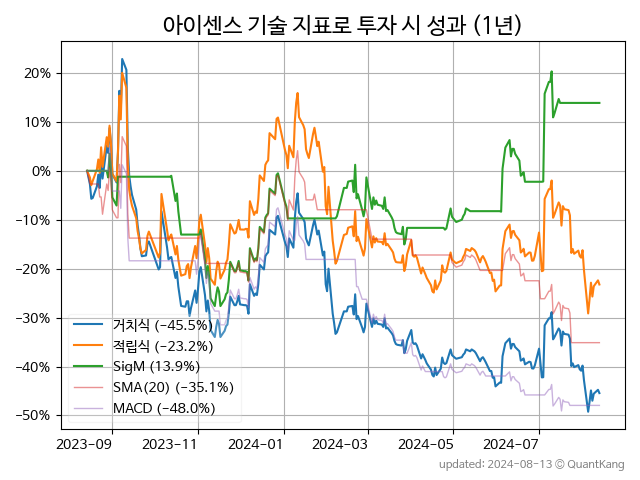 아이센스 기술 지표로 투자 시 성과 (1년)
20%
10%
0%
−10%
−20%
−30%
−40%
−50%
거치식 (−45.5%)
적립식 (−23.2%)
SigM (13.9%)
SMA(20) (−35.1%)
MACD (−48.0%)
2023-09 2023-11 2024-01 2024-03 2024-05 2024-07
updated: 2024-08-13 ⓒ QuantKang